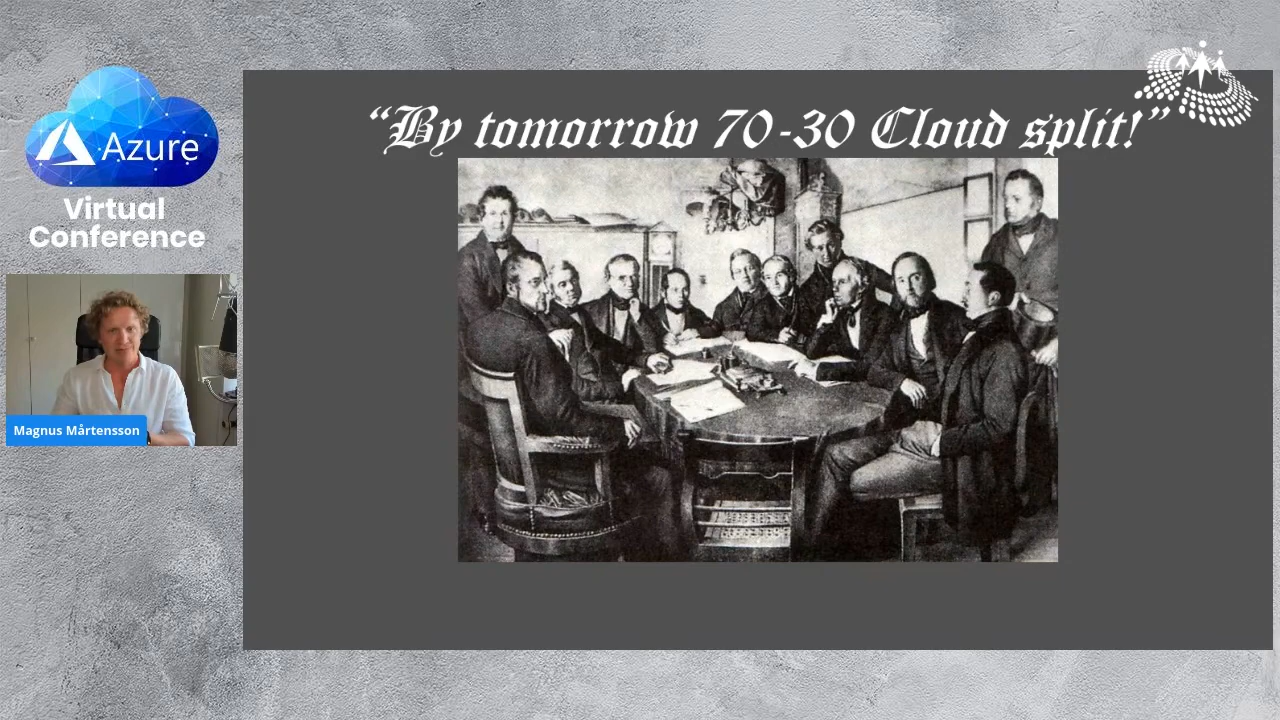 “By tomorrow 70-30 Cloud split!”
Azure
Virtual
Conference
Magnus Mårtensson